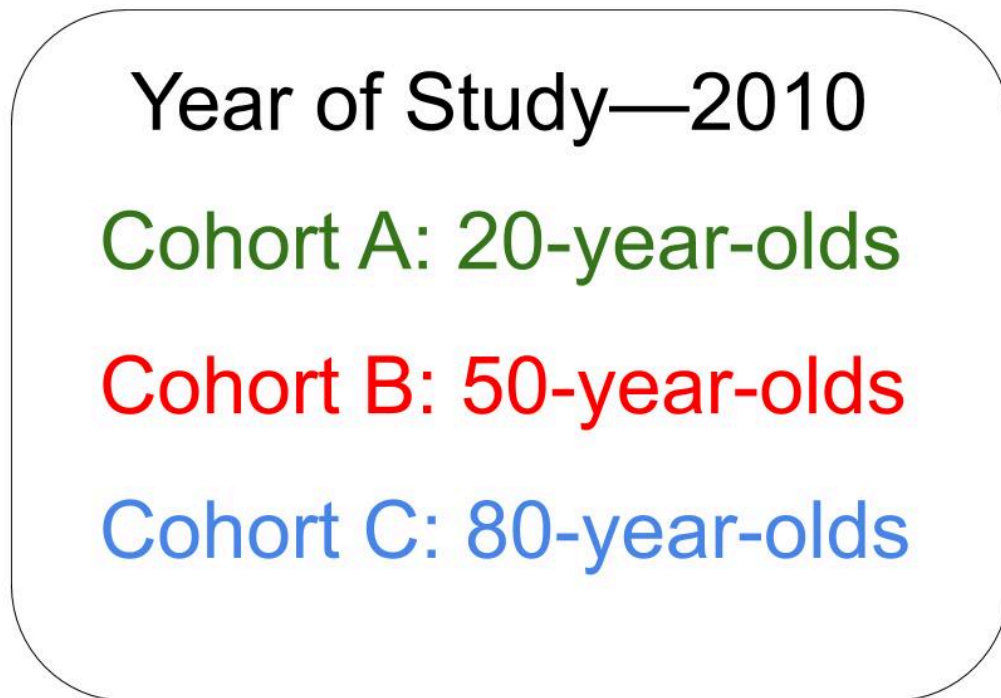 Year of Study—2010
Cohort A: 20-year-olds
Cohort B: 50-year-olds
Cohort C: 80-year-olds